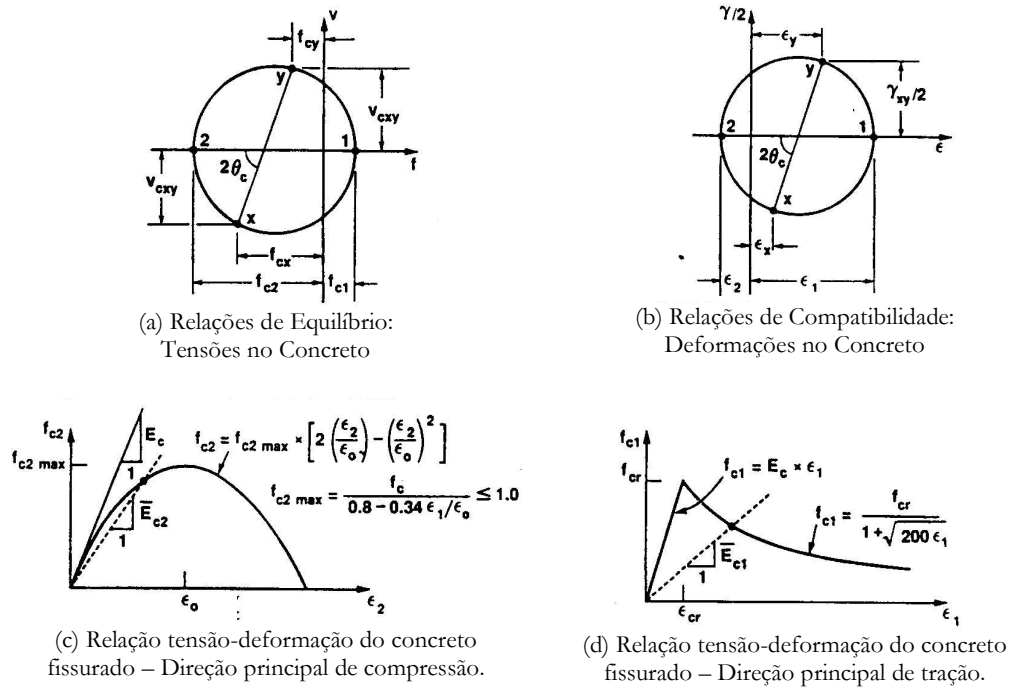 v
f_cy
y
v_cxy
2
1
2θ_c
f
v_cxy
x
f_cx
f_c2
f_c1
(a) Relações de Equilíbrio:
Tensões no Concreto
γ/2
ϵ_y
y
γ_xy/2
2
1
2θ_c
ϵ
x
ϵ_x
ϵ_2
ϵ_1
(b) Relações de Compatibilidade:
Deformações no Concreto
f_c2
E_c
1
f_c2 = f_c2 max × [2 (ϵ_2/ϵ_o) - (ϵ_2/ϵ_o)^2]
f_c2 max
f_c2 max = f_c / (0.8 - 0.34 ϵ_1/ϵ_o) ≤ 1.0
Ē_c2
1
ϵ_o
ϵ_2
(c) Relação tensão-deformação do concreto
fissurado – Direção principal de compressão.
f_c1
f_cr
f_c1 = E_c × ϵ_1
f_c1 = f_cr / (1 + √(200 ϵ_1))
Ē_c1
1
ϵ_cr
ϵ_1
(d) Relação tensão-deformação do concreto
fissurado – Direção principal de tração.